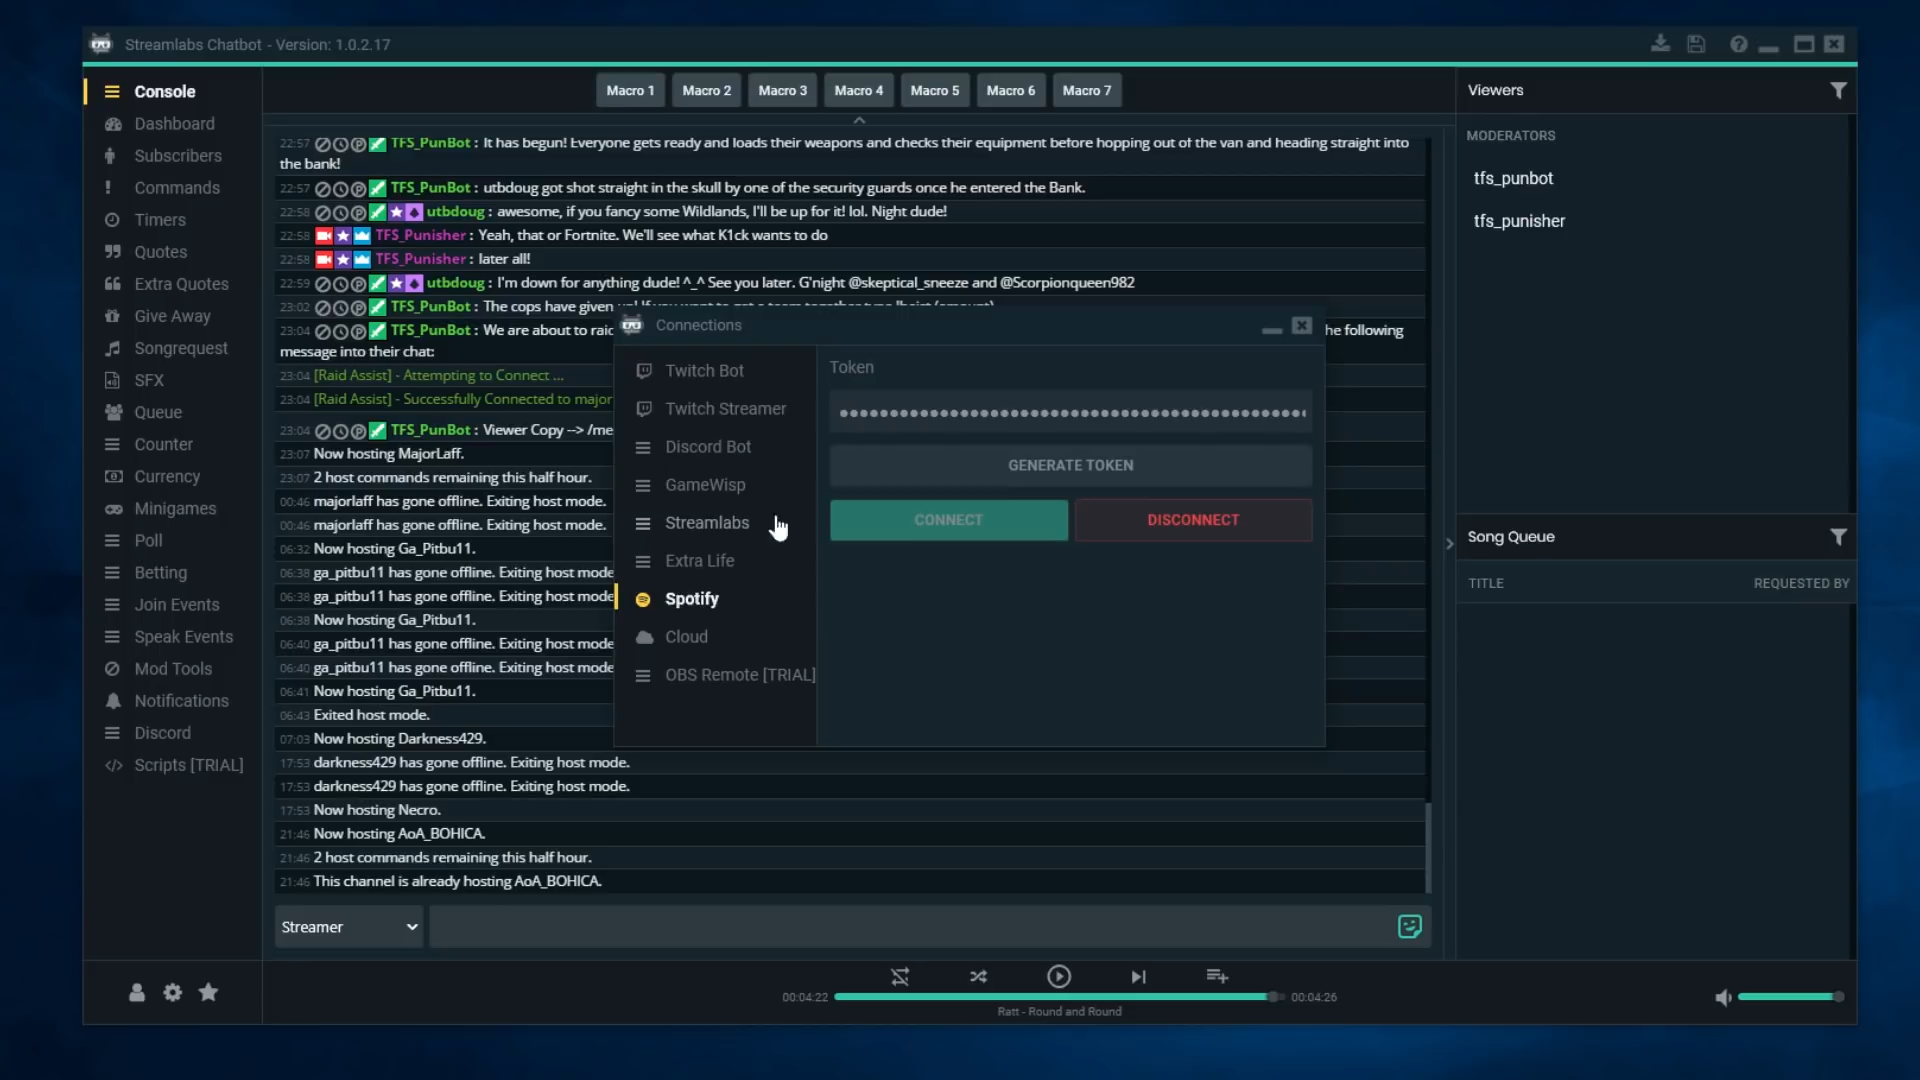 Streamlabs Chatbot - Version: 1.0.2.17
Console
Dashboard
Subscribers
Commands
Timers
Quotes
Extra Quotes
Give Away
Songrequest
SFX
Queue
Counter
Currency
Minigames
Poll
Betting
Join Events
Speak Events
Mod Tools
Notifications
Discord
Scripts [TRIAL]
Macro 1 Macro 2 Macro 3 Macro 4 Macro 5 Macro 6 Macro 7
22:57 TFS_PunBot : It has begun! Everyone gets ready and loads their weapons and checks their equipment before hopping out of the van and heading straight into
the bank!
22:57 TFS_PunBot : utbdoug got shot straight in the skull by one of the security guards once he entered the Bank.
22:58 utbdoug : awesome, if you fancy some Wildlands, I'll be up for it! lol. Night dude!
22:58 TFS_Punisher : Yeah, that or Fortnite. We'll see what K1ck wants to do
22:58 TFS_Punisher : later all!
22:59 utbdoug : I'm down for anything dude! ^_^ See you later. G'night @skeptical_sneeze and @Scorpionqueen982
23:02 TFS_PunBot : The cops have given
23:04 TFS_PunBot : We are about to raid he following
message into their chat:
23:04 [Raid Assist] - Attempting to Connect ...
23:04 [Raid Assist] - Successfully Connected to major
23:04 TFS_PunBot : Viewer Copy --> /me
23:07 Now hosting MajorLaff.
23:07 2 host commands remaining this half hour.
00:46 majorlaff has gone offline. Exiting host mode.
00:46 majorlaff has gone offline. Exiting host mode.
06:32 Now hosting Ga_Pitbu11.
06:38 ga_pitbu11 has gone offline. Exiting host mode
06:38 ga_pitbu11 has gone offline. Exiting host mode
06:38 Now hosting Ga_Pitbu11.
06:40 ga_pitbu11 has gone offline. Exiting host mode
06:40 ga_pitbu11 has gone offline. Exiting host mode
06:41 Now hosting Ga_Pitbu11.
06:43 Exited host mode.
07:03 Now hosting Darkness429.
17:53 darkness429 has gone offline. Exiting host mode.
17:53 darkness429 has gone offline. Exiting host mode.
17:53 Now hosting Necro.
21:46 Now hosting AoA_BOHICA.
21:46 2 host commands remaining this half hour.
21:46 This channel is already hosting AoA_BOHICA.
Connections
Twitch Bot
Twitch Streamer
Discord Bot
GameWisp
Streamlabs
Extra Life
Spotify
Cloud
OBS Remote [TRIAL]
Token
GENERATE TOKEN
CONNECT DISCONNECT
Streamer
00:04:22 00:04:26
Ratt - Round and Round
Viewers
MODERATORS
tfs_punbot
tfs_punisher
Song Queue
TITLE REQUESTED BY